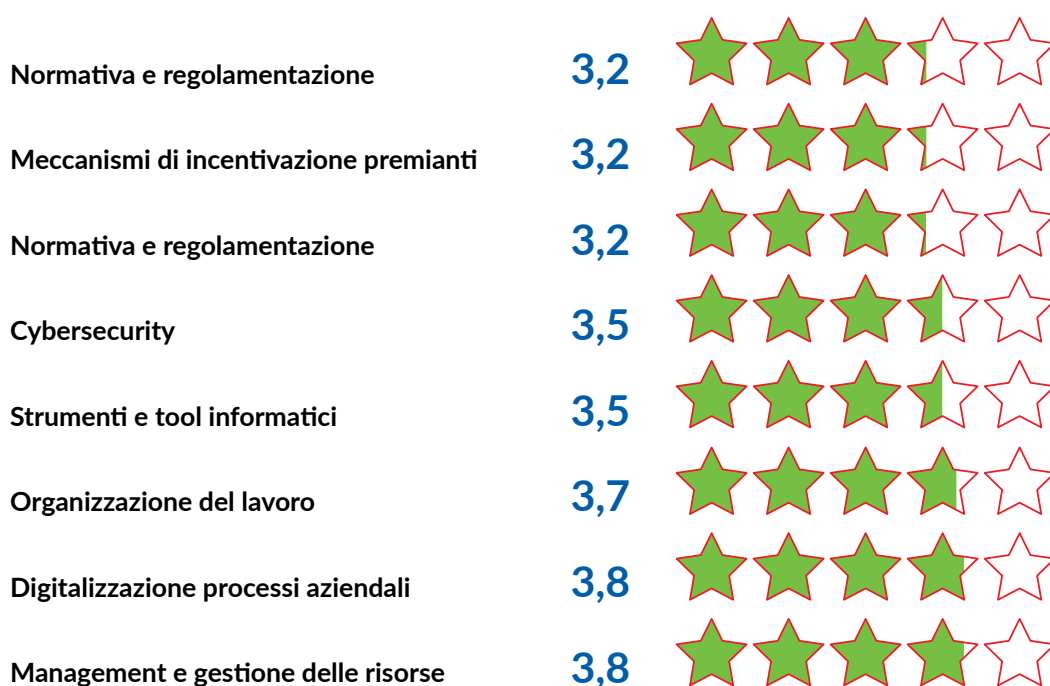 Normativa e regolamentazione 3,2
Meccanismi di incentivazione premianti 3,2
Normativa e regolamentazione 3,2
Cybersecurity 3,5
Strumenti e tool informatici 3,5
Organizzazione del lavoro 3,7
Digitalizzazione processi aziendali 3,8
Management e gestione delle risorse 3,8